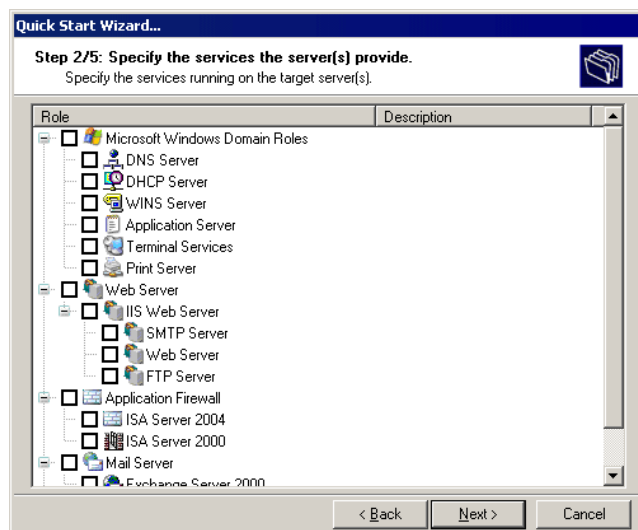 Quick Start Wizard...
Step 2/5: Specify the services the server(s) provide.
Specify the services running on the target server(s).
Role Description
Microsoft Windows Domain Roles
DNS Server
DHCP Server
WINS Server
Application Server
Terminal Services
Print Server
Web Server
IIS Web Server
SMTP Server
Web Server
FTP Server
Application Firewall
ISA Server 2004
ISA Server 2000
Mail Server
Exchange Server 2000
< Back Next > Cancel